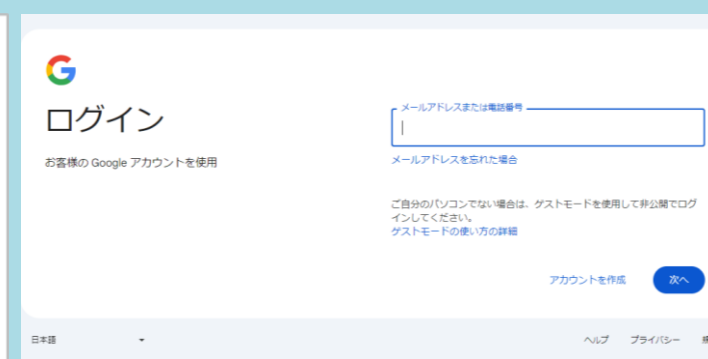 ログイン
お客様の Google アカウントを使用
メールアドレスまたは電話番号
メールアドレスを忘れた場合
ご自分のパソコンでない場合は、ゲストモードを使用して非公開でログ
インしてください。
ゲストモードの使い方の詳細
アカウントを作成
次へ
日本語
ヘルプ プライバシー